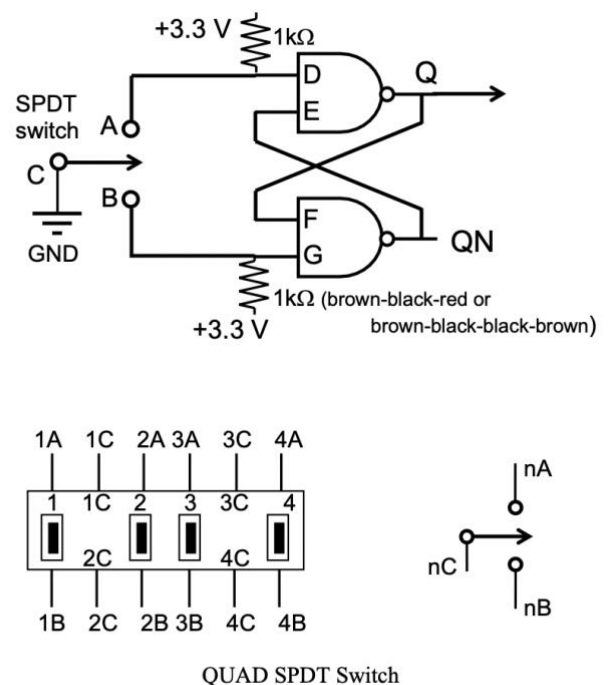 +3.3 V 1kΩ
D Q
SPDT
switch A E
C
B
F
GND G QN
1kΩ (brown-black-red or
+3.3 V brown-black-black-brown)
1A 1C 2A 3A 3C 4A
1 1C 2 3 3C 4
2C 4C
1B 2C 2B 3B 4C 4B
nA
nC
nB
QUAD SPDT Switch